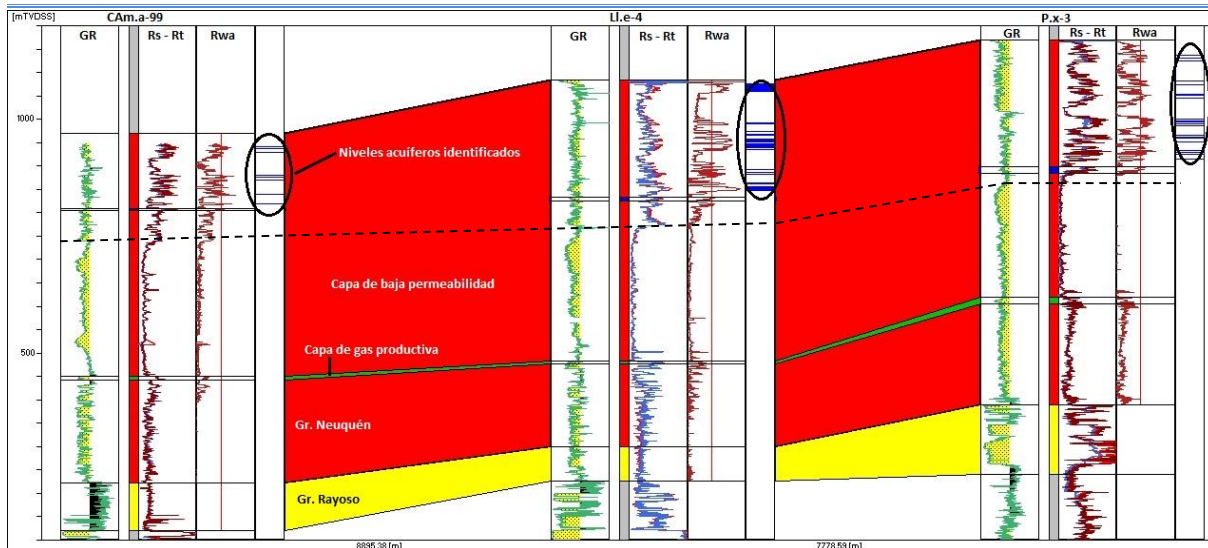 [mTVDSS]
CAm.a-99
Ll.e-4
P.x-3
GR
Rs - Rt
Rwa
GR
Rs - Rt
Rwa
GR
Rs - Rt
Rwa
1000
Niveles acuíferos identificados
Capa de baja permeabilidad
500
Capa de gas productiva
Gr. Neuquén
Gr. Rayoso
8895.38 [m]
7778.59 [m]